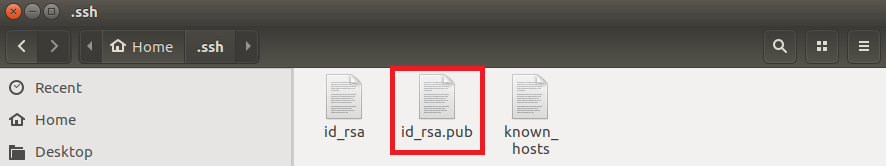 .ssh
Home
.ssh
Recent
Home
Desktop
id_rsa
id_rsa.pub
known_
hosts